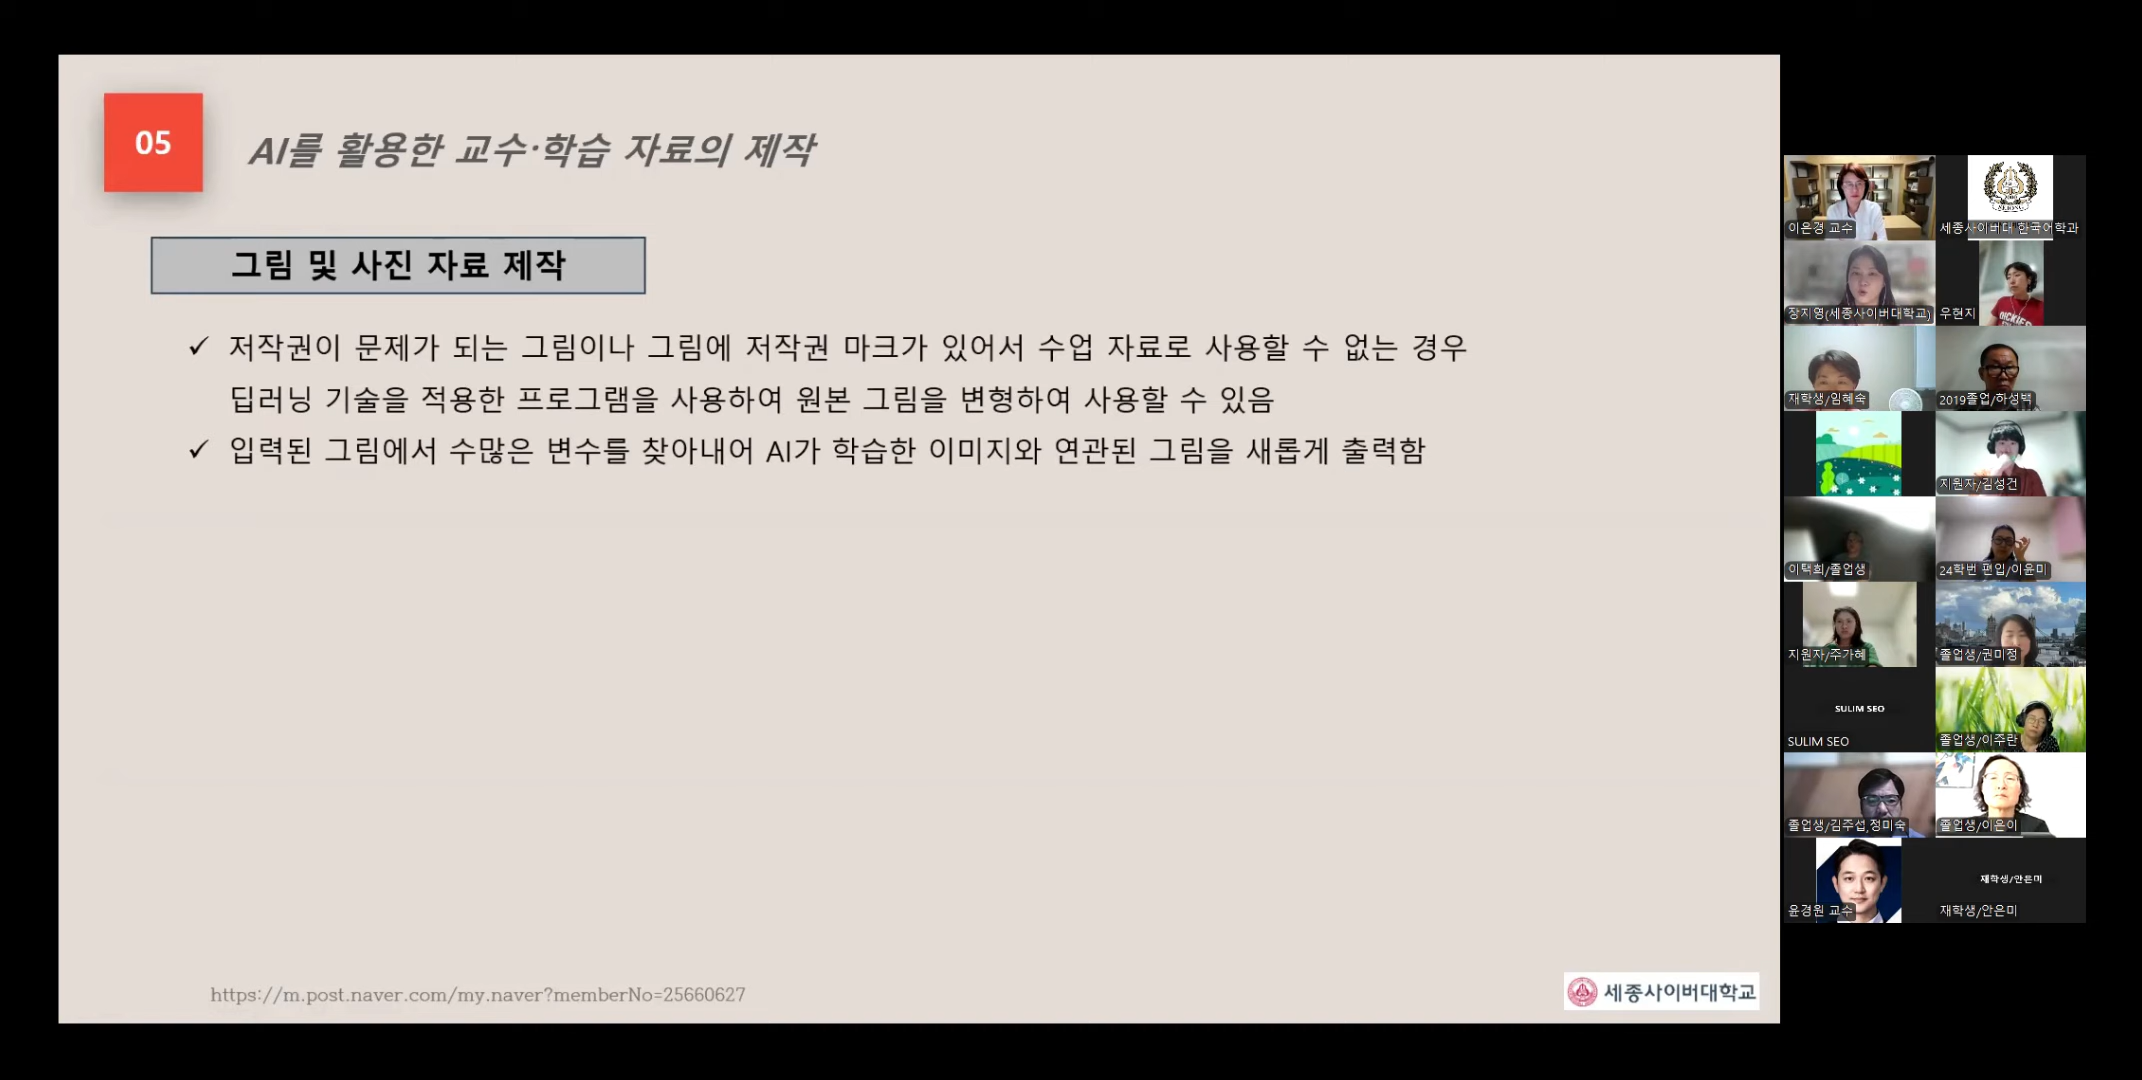 05
AI를 활용한 교수·학습 자료의 제작
그림 및 사진 자료 제작
✓ 저작권이 문제가 되는 그림이나 그림에 저작권 마크가 있어서 수업 자료로 사용할 수 없는 경우
딥러닝 기술을 적용한 프로그램을 사용하여 원본 그림을 변형하여 사용할 수 있음
✓ 입력된 그림에서 수많은 변수를 찾아내어 AI가 학습한 이미지와 연관된 그림을 새롭게 출력함
https://m.post.naver.com/my.naver?memberNo=25660627
세종사이버대학교
이은경 교수
세종사이버대 한국어학과
장지영(세종사이버대학교)
우현지
재학생/임혜숙
2019졸업/하성백
지원자/김성건
이택희/졸업생
24학번 편입/이윤미
지원자/주가혜
졸업생/권미정
SULIM SEO
SULIM SEO
졸업생/이주란
졸업생/김주섭,정미숙
졸업생/이은이
윤경원 교수
재학생/안은미
재학생/안은미